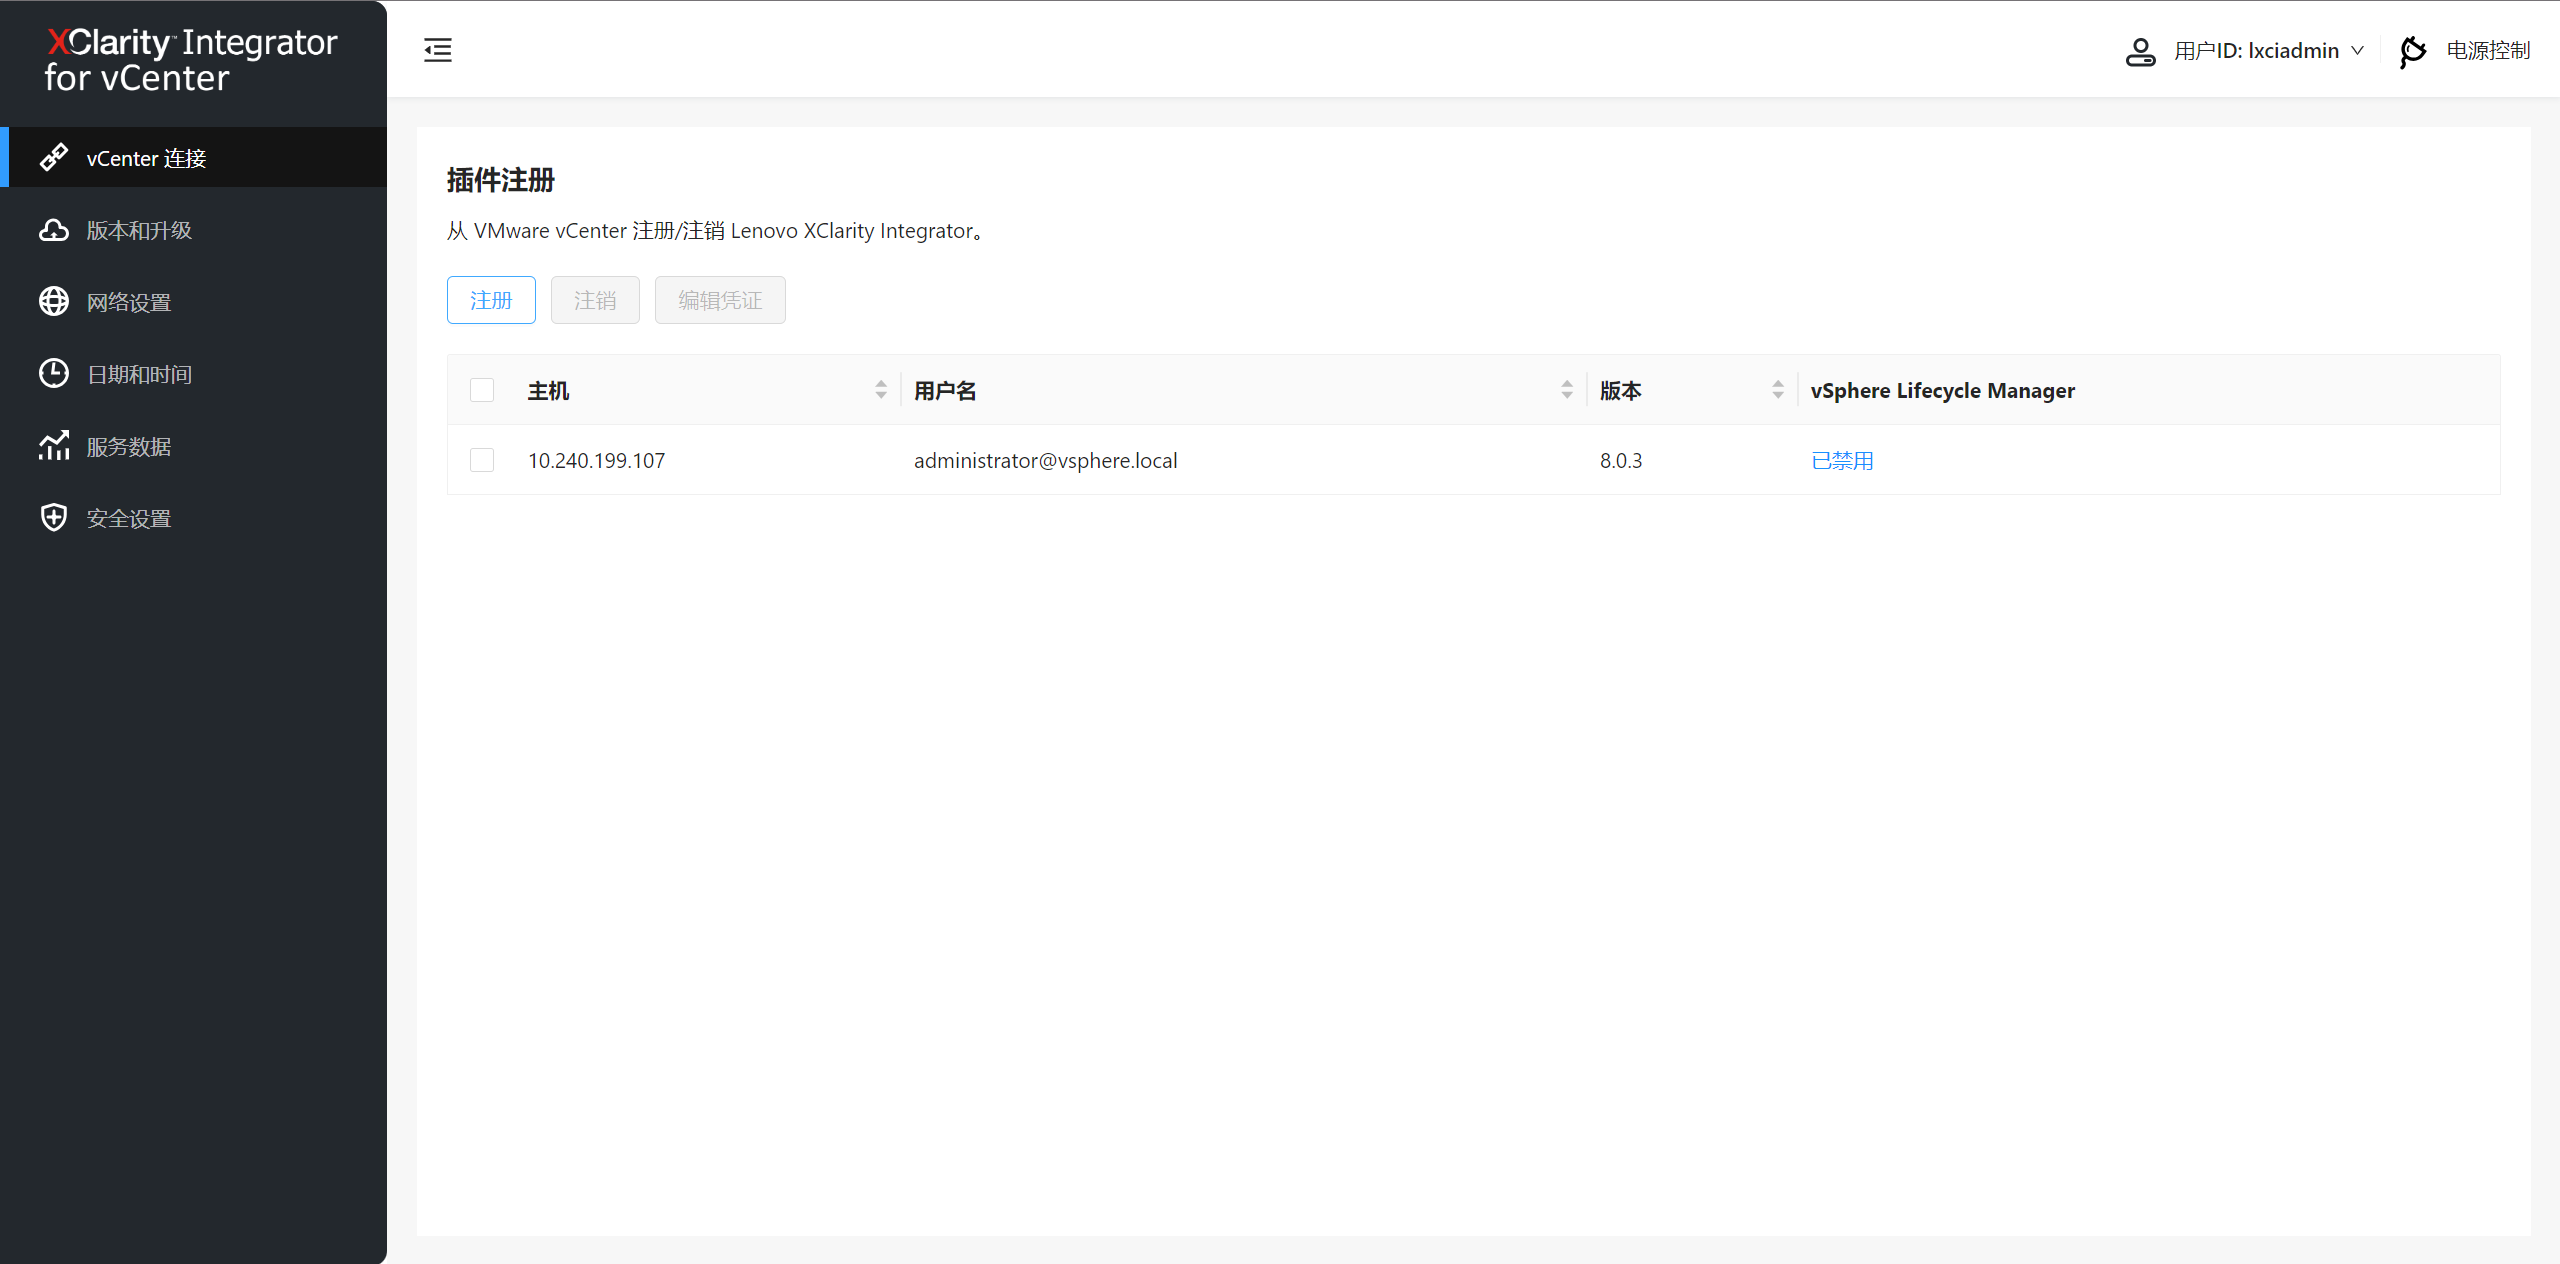 XClarity™ Integrator
for vCenter
用户ID: lxciadmin
电源控制
vCenter 连接
版本和升级
网络设置
日期和时间
服务数据
安全设置
插件注册
从 VMware vCenter 注册/注销 Lenovo XClarity Integrator。
注册 注销 编辑凭证
主机 用户名 版本 vSphere Lifecycle Manager
10.240.199.107 administrator@vsphere.local 8.0.3 已禁用